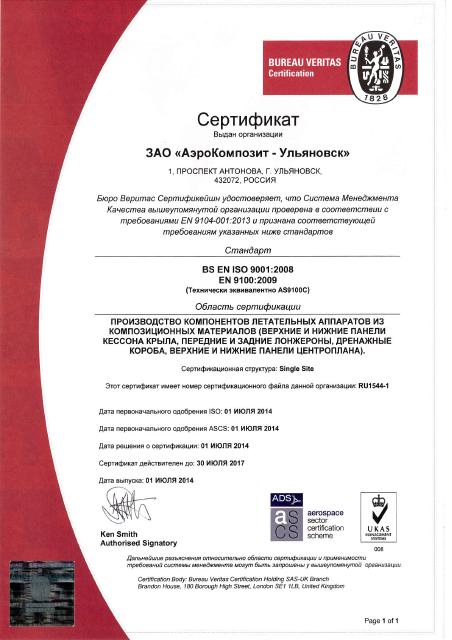 BUREAU VERITAS
Certification
BUREAU VERITAS
1828
Сертификат
Выдан организации
ЗАО «АэроКомпозит - Ульяновск»
1, ПРОСПЕКТ АНТОНОВА, Г. УЛЬЯНОВСК,
432072, РОССИЯ
Бюро Веритас Сертификейшн удостоверяет, что Система Менеджмента
Качества вышеупомянутой организации проверена в соответствии с
требованиями EN 9104-001:2013 и признана соответствующей
требованиям указанных ниже стандартов
Стандарт
BS EN ISO 9001:2008
EN 9100:2009
(Технически эквивалентно AS9100C)
Область сертификации
ПРОИЗВОДСТВО КОМПОНЕНТОВ ЛЕТАТЕЛЬНЫХ АППАРАТОВ ИЗ
КОМПОЗИЦИОННЫХ МАТЕРИАЛОВ (ВЕРХНИЕ И НИЖНИЕ ПАНЕЛИ
КЕССОНА КРЫЛА, ПЕРЕДНИЕ И ЗАДНИЕ ЛОНЖЕРОНЫ, ДРЕНАЖНЫЕ
КОРОБА, ВЕРХНИЕ И НИЖНИЕ ПАНЕЛИ ЦЕНТРОПЛАНА).
Сертификационная структура: Single Site
Этот сертификат имеет номер сертификационного файла данной организации: RU1544-1
Дата первоначального одобрения ISO: 01 ИЮЛЯ 2014
Дата первоначального одобрения ASCS: 01 ИЮЛЯ 2014
Дата решения о сертификации: 01 ИЮЛЯ 2014
Сертификат действителен до: 30 ИЮЛЯ 2017
Дата выпуска: 01 ИЮЛЯ 2014
Ken Smith
Authorised Signatory
ADS
ascs
aerospace
sector
certification
scheme
UKAS
MANAGEMENT
SYSTEMS
008
Дальнейшие разъяснения относительно области сертификации и применимости
требований системы менеджмента могут быть запрошены у вышеупомянутой организации.
Certification Body: Bureau Veritas Certification Holding SAS-UK Branch
Brandon House, 180 Borough High Street, London SE1 1LB, United Kingdom
Page 1 of 1